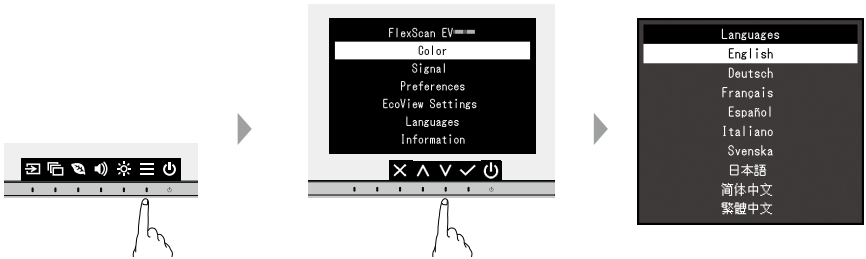 FlexScan EV
Color
Signal
Preferences
EcoView Settings
Languages
Information
Languages
English
Deutsch
Français
Español
Italiano
Svenska
日本語
简体中文
繁體中文